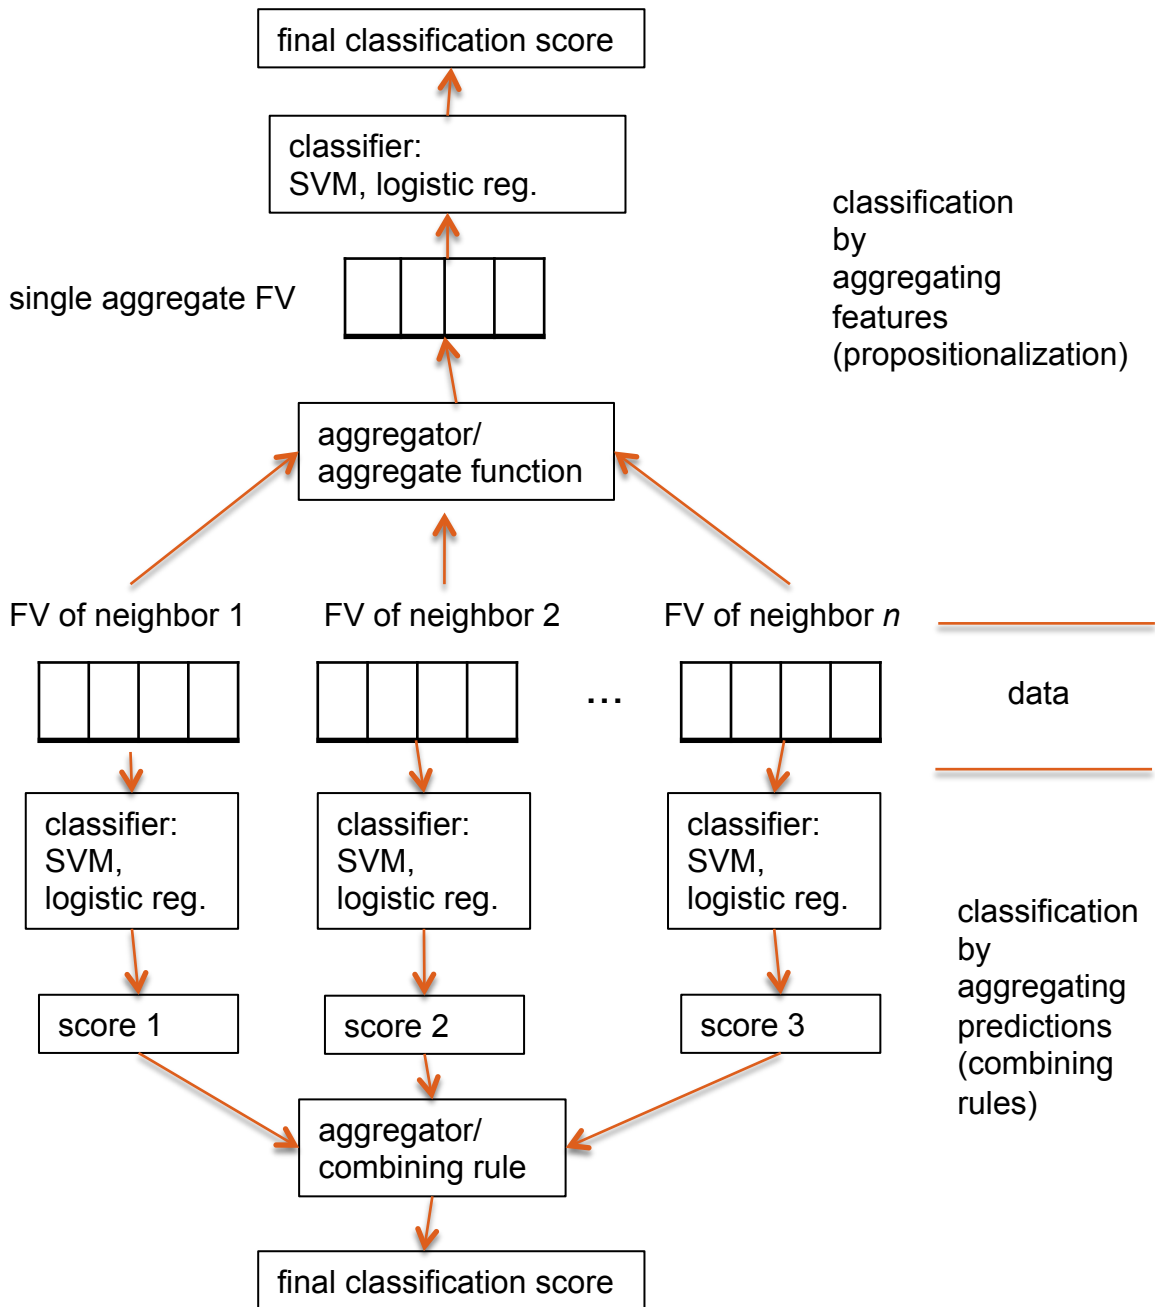 final classification score
classifier:
SVM, logistic reg.
single aggregate FV
classification
by
aggregating
features
(propositionalization)
aggregator/
aggregate function
FV of neighbor 1
FV of neighbor 2
FV of neighbor n
...
data
classifier:
SVM,
logistic reg.
classifier:
SVM,
logistic reg.
classifier:
SVM,
logistic reg.
classification
by
aggregating
predictions
(combining
rules)
score 1
score 2
score 3
aggregator/
combining rule
final classification score